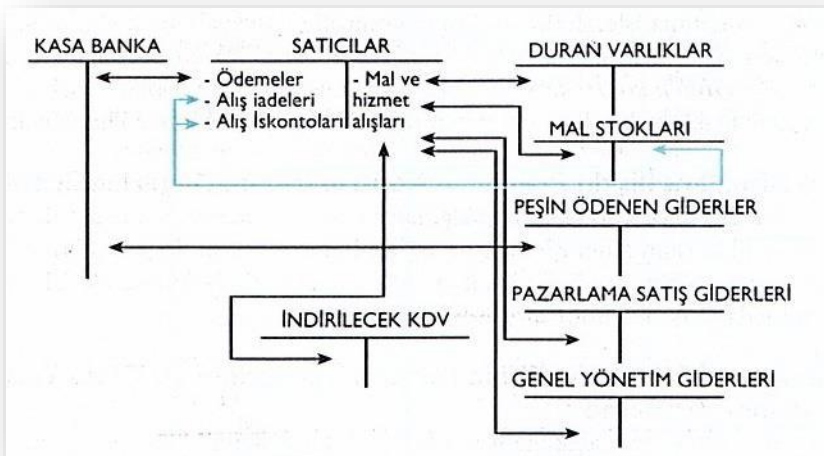 KASA BANKA
SATICILAR
DURAN VARLIKLAR
- Ödemeler
- Alış iadeleri
- Alış İskontoları
- Mal ve
hizmet
alışları
MAL STOKLARI
PEŞİN ÖDENEN GİDERLER
PAZARLAMA SATIŞ GİDERLERİ
İNDİRİLECEK KDV
GENEL YÖNETİM GİDERLERİ